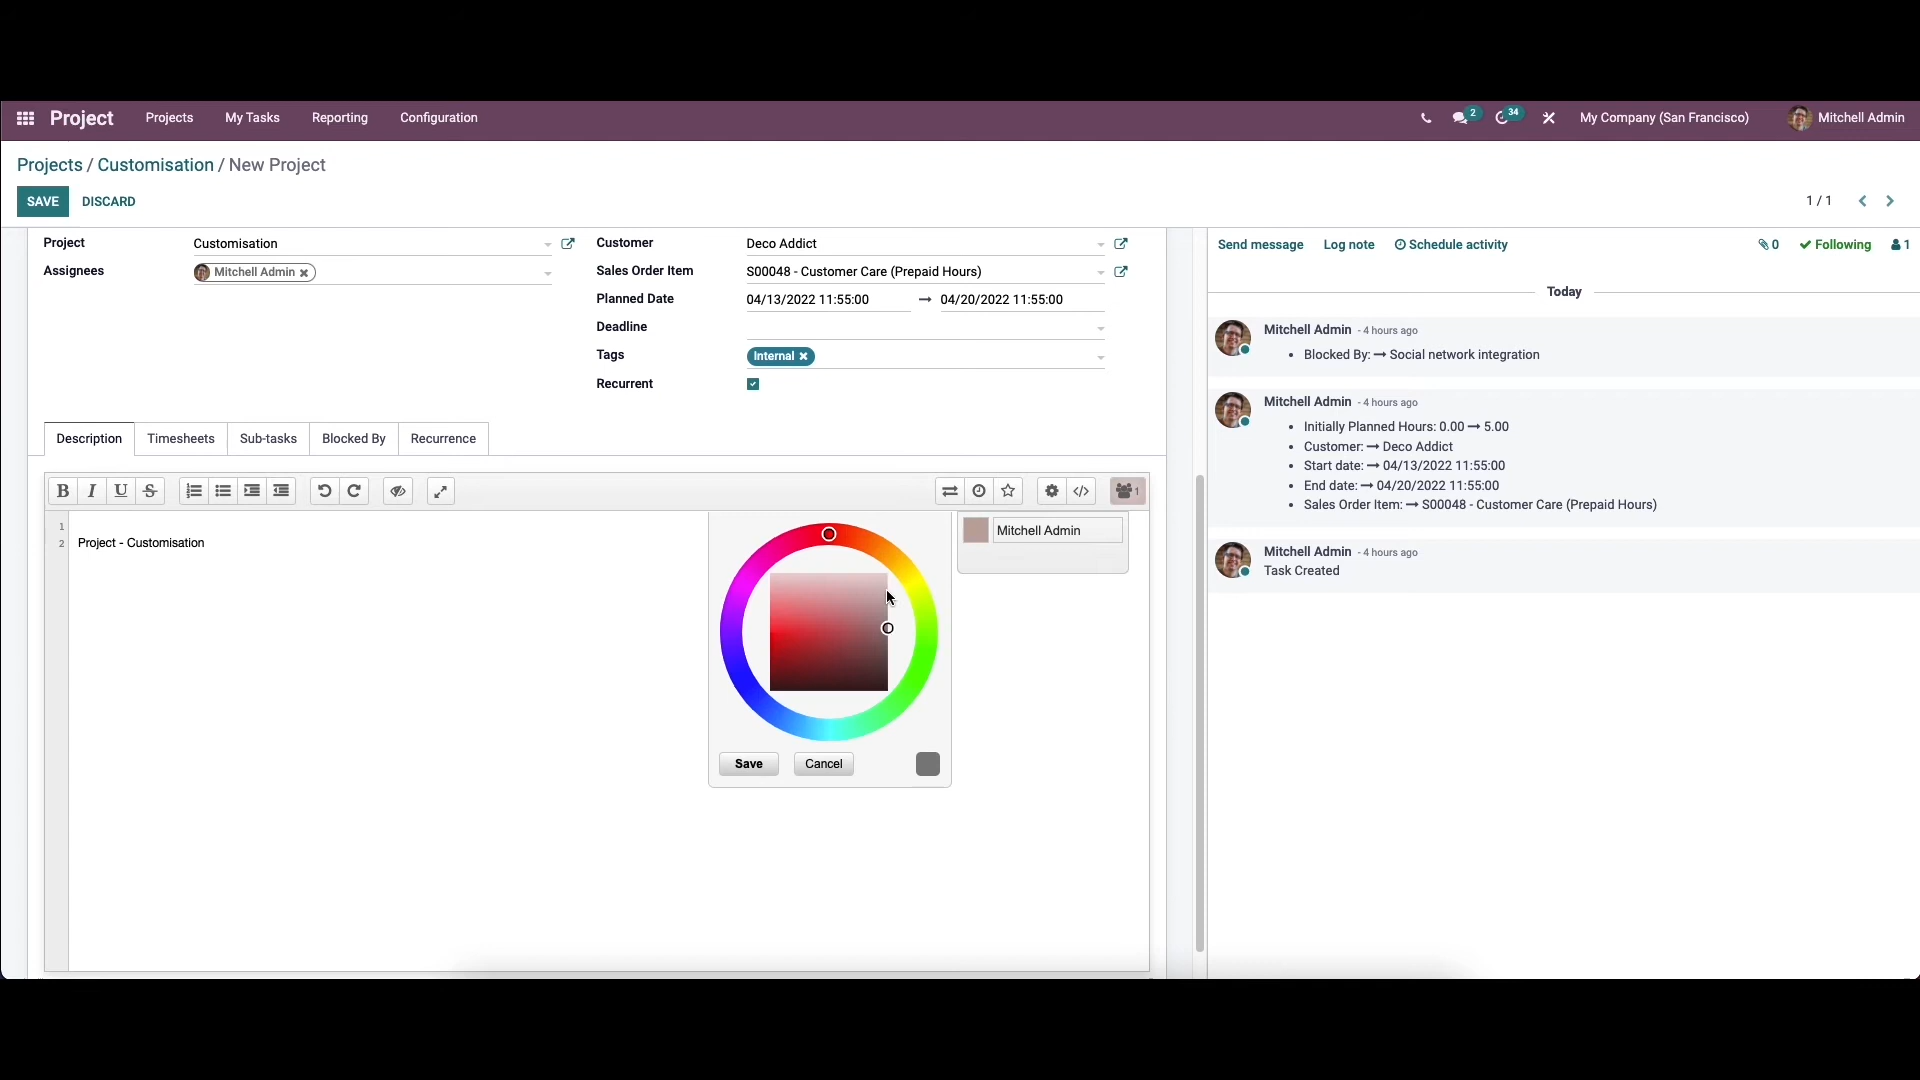 Project Projects My Tasks Reporting Configuration 2 34 My Company (San Francisco) Mitchell Admin
Projects / Customisation / New Project
SAVE DISCARD 1 / 1
Project Customisation
Assignees Mitchell Admin
Customer Deco Addict
Sales Order Item S00048 - Customer Care (Prepaid Hours)
Planned Date 04/13/2022 11:55:00 → 04/20/2022 11:55:00
Deadline
Tags Internal
Recurrent
Description Timesheets Sub-tasks Blocked By Recurrence
B I U S 1
1
2 Project - Customisation
Mitchell Admin
Save Cancel
Send message Log note Schedule activity 0 Following 1
Today
Mitchell Admin - 4 hours ago
• Blocked By: → Social network integration
Mitchell Admin - 4 hours ago
• Initially Planned Hours: 0.00 → 5.00
• Customer: → Deco Addict
• Start date: → 04/13/2022 11:55:00
• End date: → 04/20/2022 11:55:00
• Sales Order Item: → S00048 - Customer Care (Prepaid Hours)
Mitchell Admin - 4 hours ago
Task Created